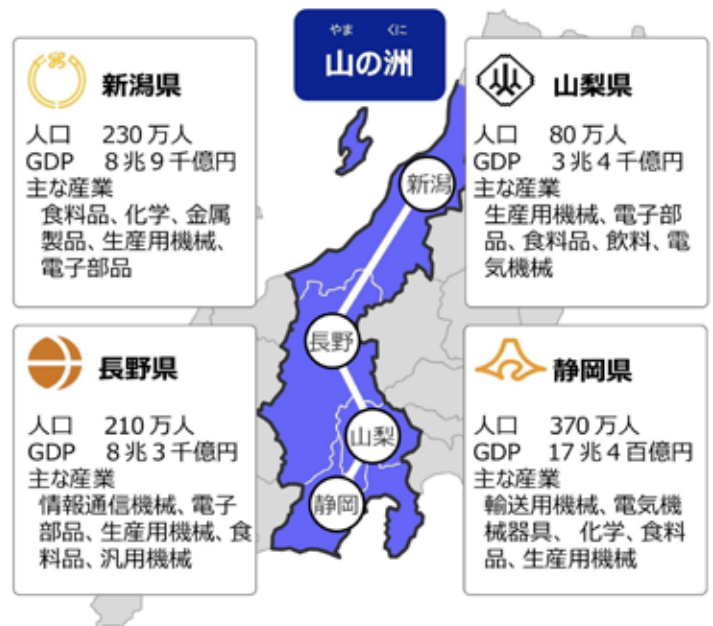 やま くに
山の洲
新潟県
人口 230万人
GDP 8兆9千億円
主な産業
食料品、化学、金属
製品、生産用機械、
電子部品
山梨県
人口 80万人
GDP 3兆4千億円
主な産業
生産用機械、電子部
品、食料品、飲料、電
気機械
長野県
人口 210万人
GDP 8兆3千億円
主な産業
情報通信機械、電子
部品、生産用機械、食
料品、汎用機械
静岡県
人口 370万人
GDP 17兆4百億円
主な産業
輸送用機械、電気機
械器具、 化学、食料
品、生産用機械
新潟
長野
山梨
静岡